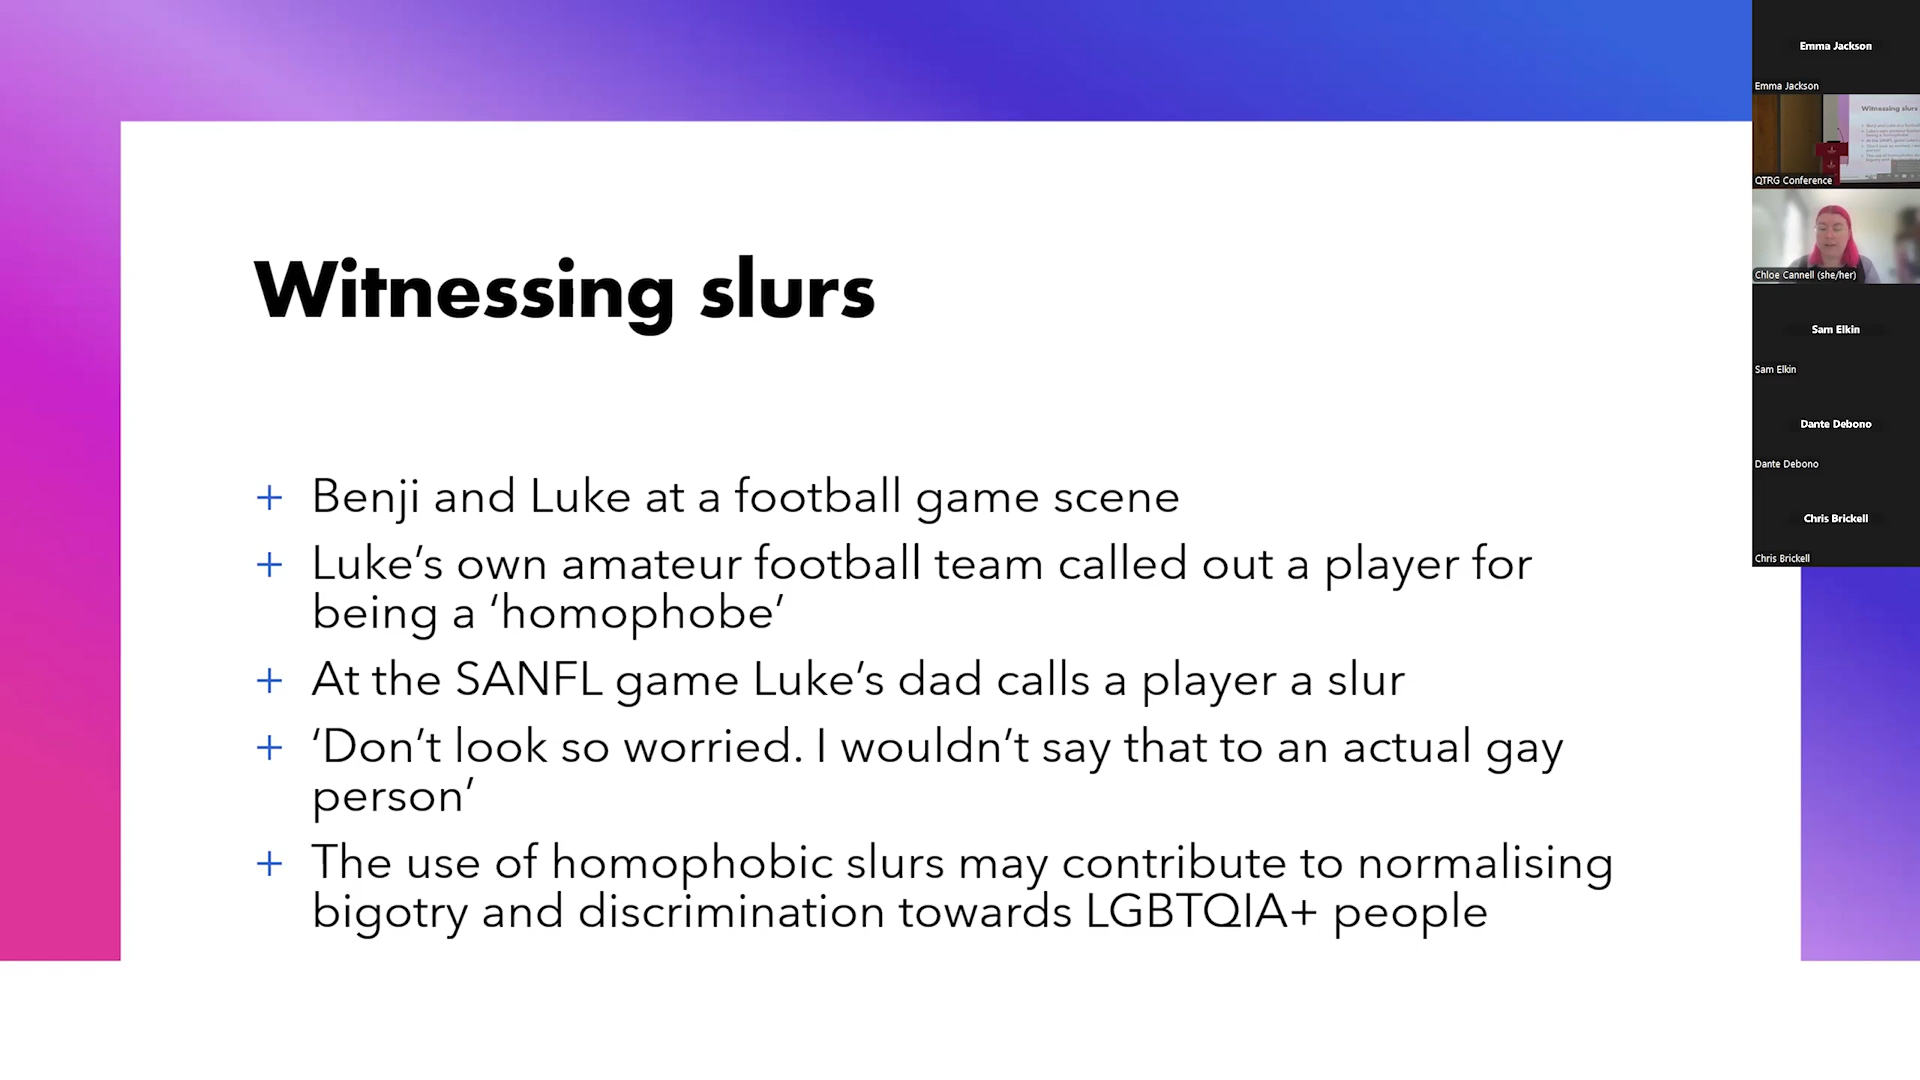 Witnessing slurs
+ Benji and Luke at a football game scene
+ Luke’s own amateur football team called out a player for
being a ‘homophobe’
+ At the SANFL game Luke’s dad calls a player a slur
+ ‘Don’t look so worried. I wouldn’t say that to an actual gay
person’
+ The use of homophobic slurs may contribute to normalising
bigotry and discrimination towards LGBTQIA+ people
Emma Jackson
Emma Jackson
Witnessing slurs
QTRG Conference
Chloe Cannell (she/her)
Sam Elkin
Sam Elkin
Dante Debono
Dante Debono
Chris Brickell
Chris Brickell